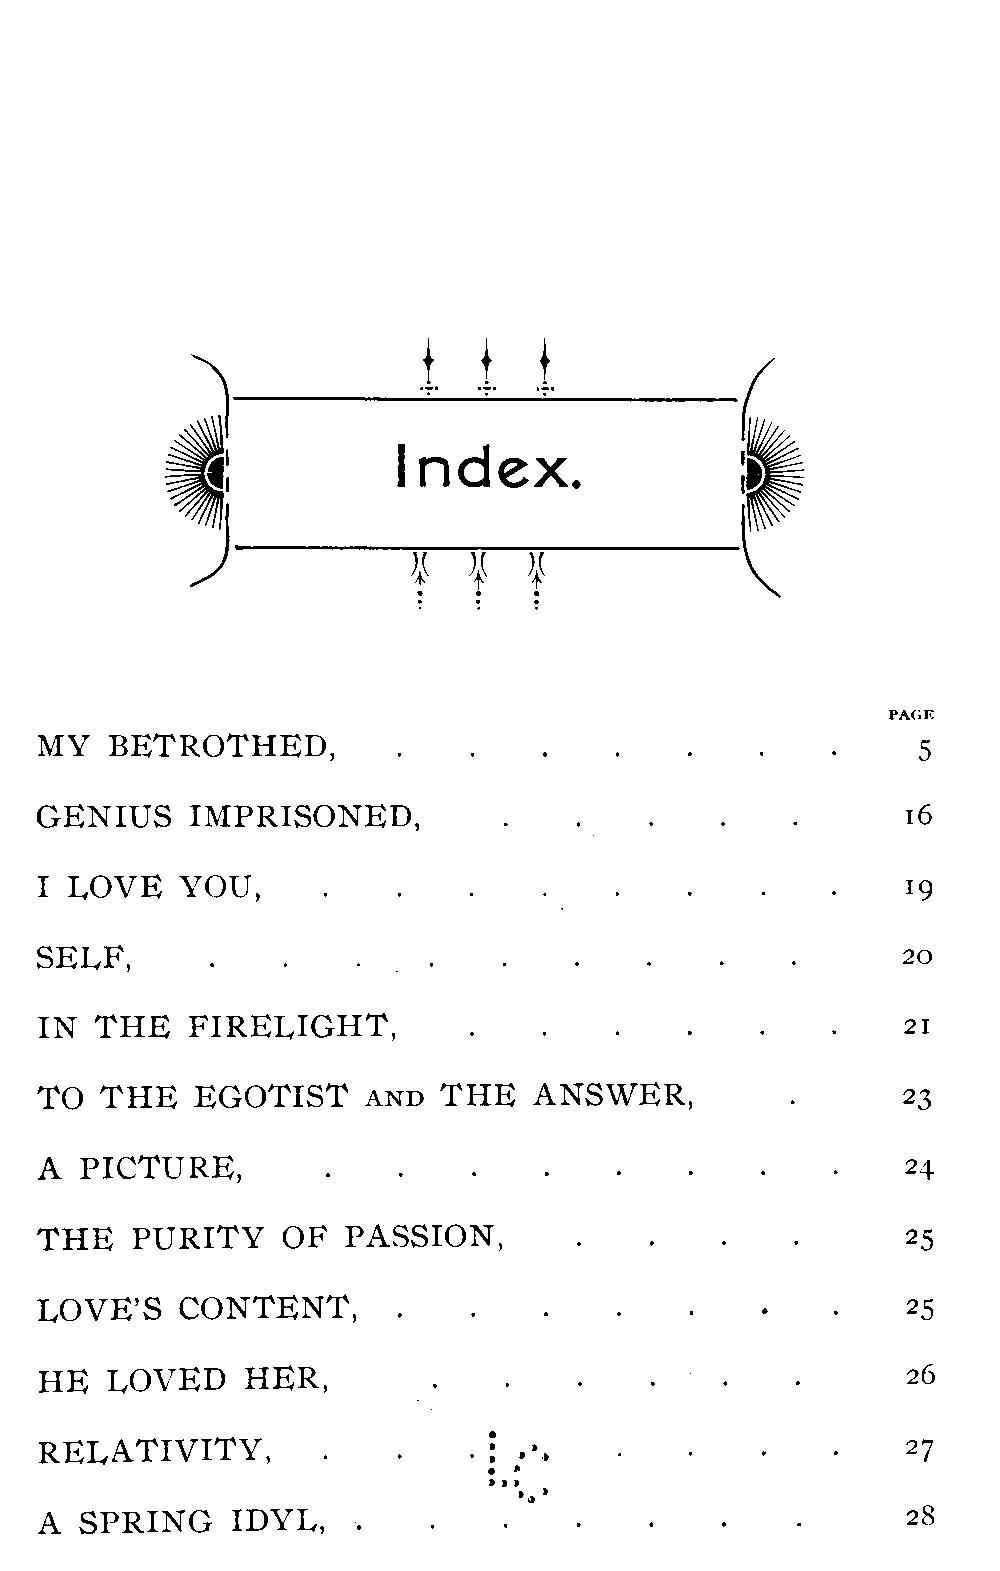 Index.
PAGE
MY BETROTHED, . . . . . . . 5
GENIUS IMPRISONED, . . . . . 16
I LOVE YOU, . . . . . . . . 19
SELF, . . . . . . . . . 20
IN THE FIRELIGHT, . . . . . . 21
TO THE EGOTIST AND THE ANSWER, . 23
A PICTURE, . . . . . . . . 24
THE PURITY OF PASSION, . . . . 25
LOVE'S CONTENT, . . . . . . . 25
HE LOVED HER, . . . . . . 26
RELATIVITY, . . . . . . . 27
LC
A SPRING IDYL, . . . . . . . 28